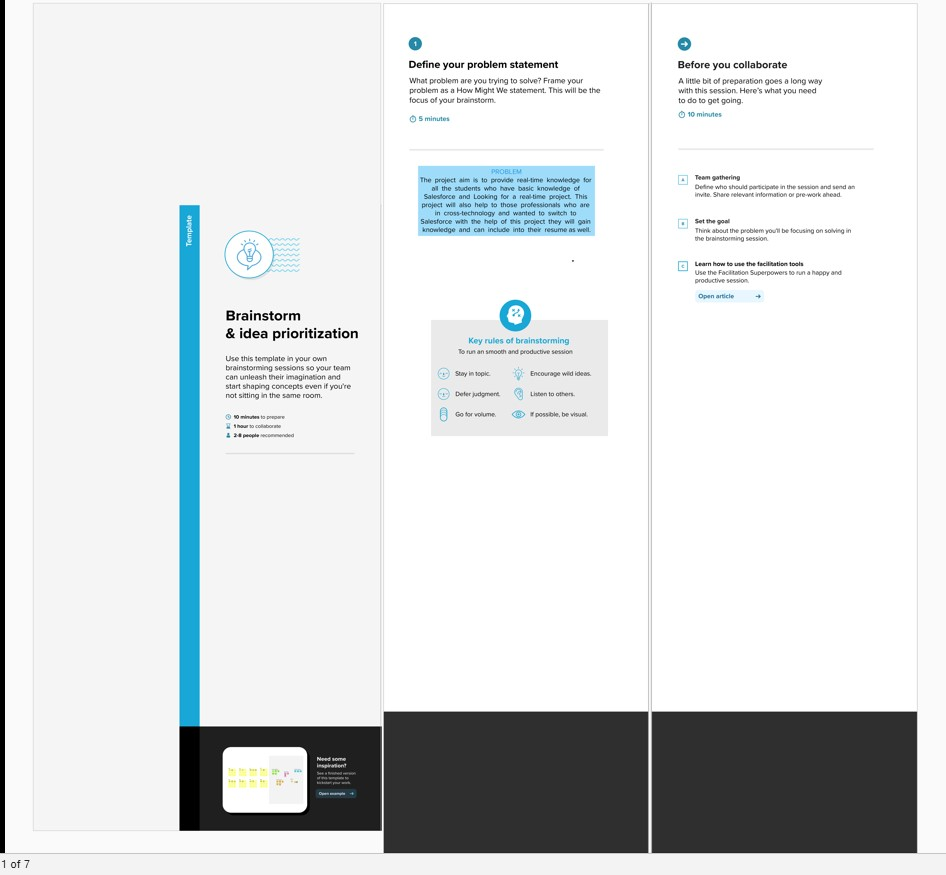 Template
Brainstorm
& idea prioritization
Use this template in your own
brainstorming sessions so your team
can unleash their imagination and
start shaping concepts even if you're
not sitting in the same room.
10 minutes to prepare
1 hour to collaborate
2-8 people recommended
Need some
inspiration?
See a finished version
of this template to
kickstart your work.
Open example
1
Define your problem statement
What problem are you trying to solve? Frame your
problem as a How Might We statement. This will be the
focus of your brainstorm.
5 minutes
PROBLEM
The project aim is to provide real-time knowledge for
all the students who have basic knowledge of
Salesforce and Looking for a real-time project. This
project will also help to those professionals who are
in cross-technology and wanted to switch to
Salesforce with the help of this project they will gain
knowledge and can include into their resume as well.
Key rules of brainstorming
To run an smooth and productive session
Stay in topic.
Encourage wild ideas.
Defer judgment.
Listen to others.
Go for volume.
If possible, be visual.
Before you collaborate
A little bit of preparation goes a long way
with this session. Here's what you need
to do to get going.
10 minutes
A
Team gathering
Define who should participate in the session and send an
invite. Share relevant information or pre-work ahead.
B
Set the goal
Think about the problem you'll be focusing on solving in
the brainstorming session.
C
Learn how to use the facilitation tools
Use the Facilitation Superpowers to run a happy and
productive session.
Open article
1 of 7